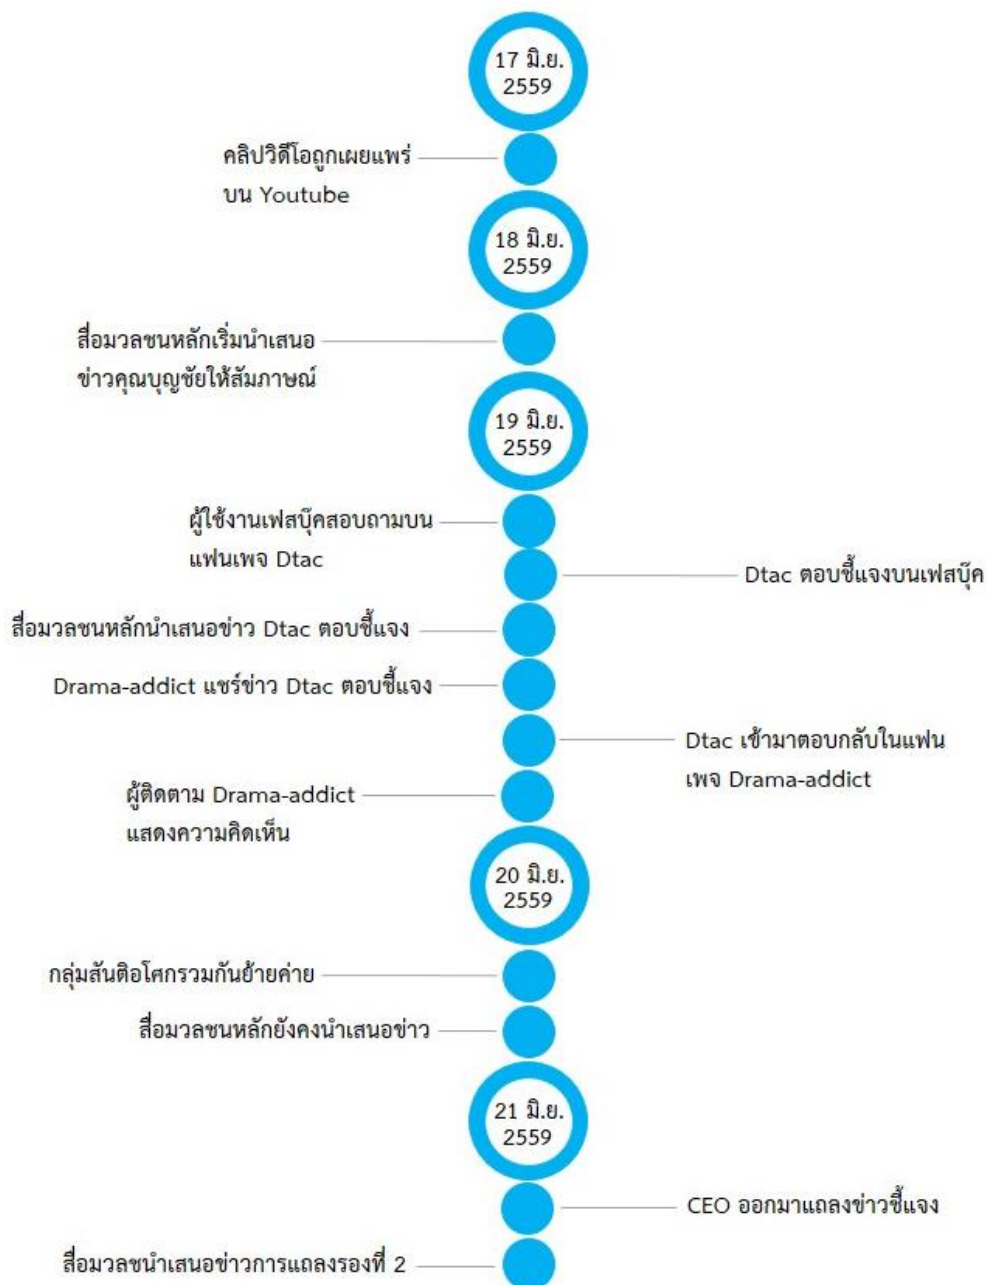 17 มิ.ย.
2559
คลิปวิดีโอถูกเผยแพร่
บน Youtube
18 มิ.ย.
2559
สื่อมวลชนหลักเริ่มนำเสนอ
ข่าวคุณบุญชัยให้สัมภาษณ์
19 มิ.ย.
2559
ผู้ใช้งานเฟสบุ๊คสอบถามบน
แฟนเพจ Dtac
Dtac ตอบชี้แจงบนเฟสบุ๊ค
สื่อมวลชนหลักนำเสนอข่าว Dtac ตอบชี้แจง
Drama-addict แชร์ข่าว Dtac ตอบชี้แจง
Dtac เข้ามาตอบกลับในแฟน
เพจ Drama-addict
ผู้ติดตาม Drama-addict
แสดงความคิดเห็น
20 มิ.ย.
2559
กลุ่มสันติอโศกรวมกันย้ายค่าย
สื่อมวลชนหลักยังคงนำเสนอข่าว
21 มิ.ย.
2559
CEO ออกมาแถลงข่าวชี้แจง
สื่อมวลชนำเสนอข่าวการแถลงรองที่ 2